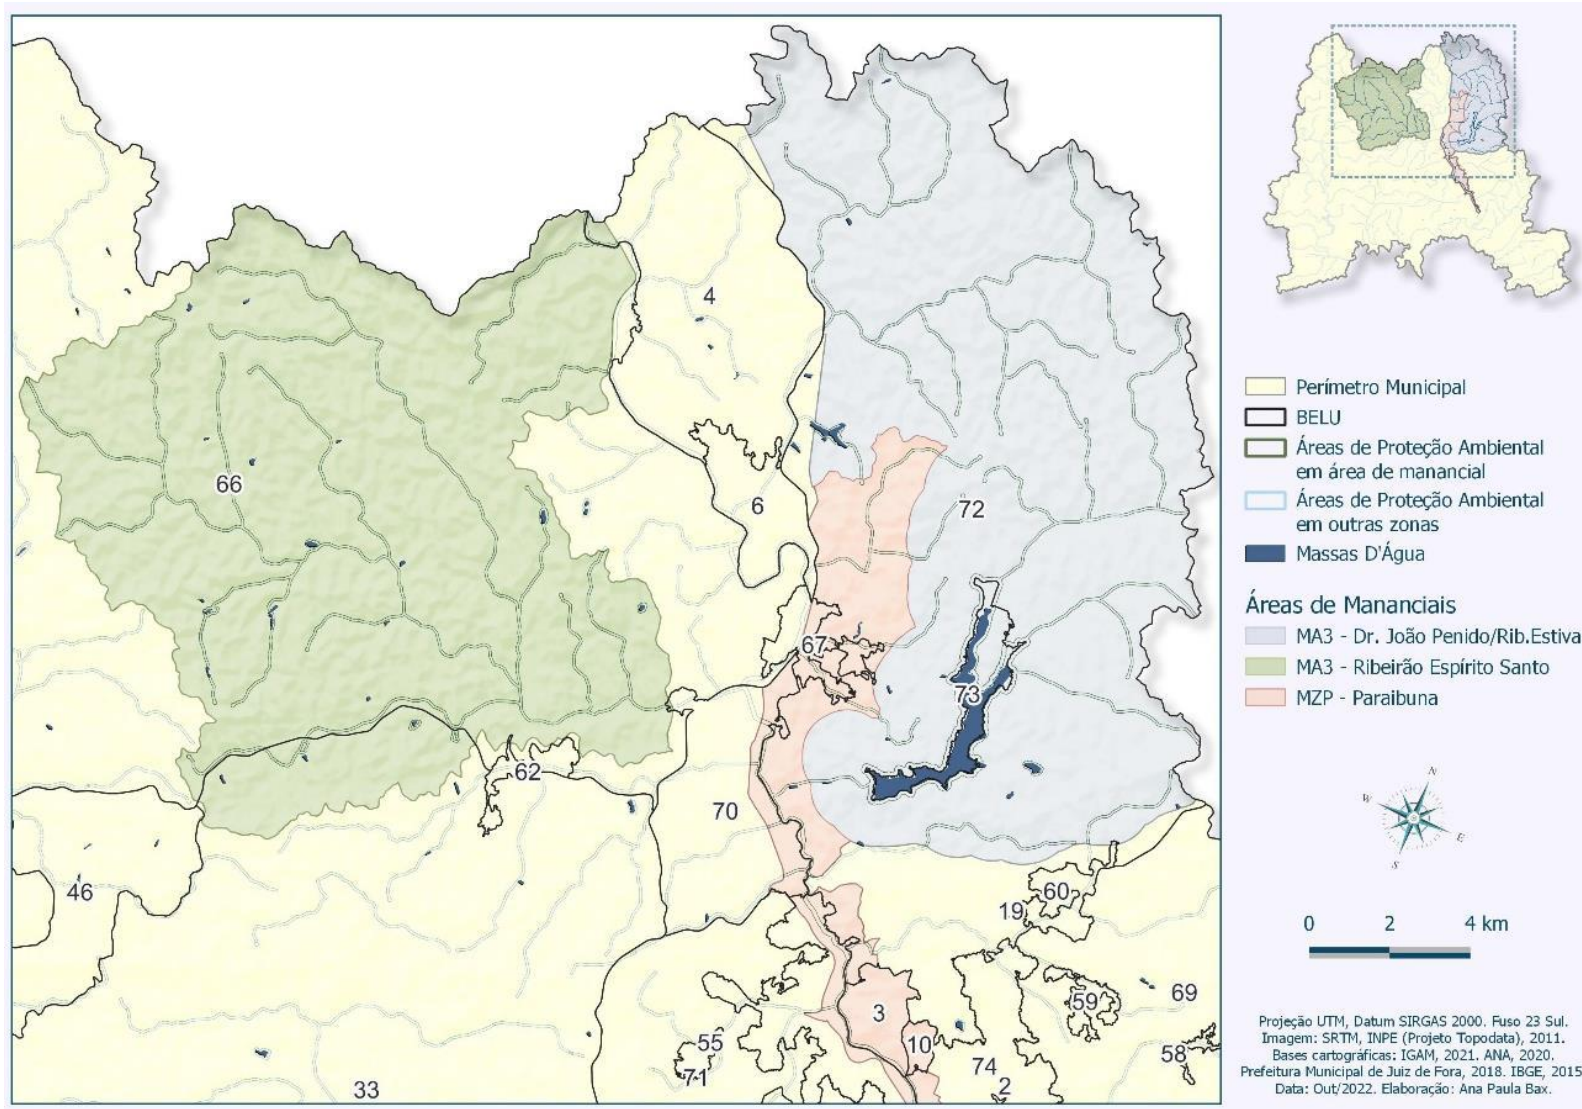 4
6
66
72
67
73
62
70
46
60
19
69
59
3
55
10
58
71
74
2
33
Perímetro Municipal
BELU
Áreas de Proteção Ambiental
em área de manancial
Áreas de Proteção Ambiental
em outras zonas
Massas D'Água
Áreas de Mananciais
MA3 - Dr. João Penido/Rib.Estiva
MA3 - Ribeirão Espírito Santo
MZP - Paraibuna
N
W
E
S
0 2 4 km
Projeção UTM, Datum SIRGAS 2000. Fuso 23 Sul.
Imagem: SRTM, INPE (Projeto Topodata), 2011.
Bases cartográficas: IGAM, 2021. ANA, 2020.
Prefeitura Municipal de Juiz de Fora, 2018. IBGE, 2015
Data: Out/2022. Elaboração: Ana Paula Bax.